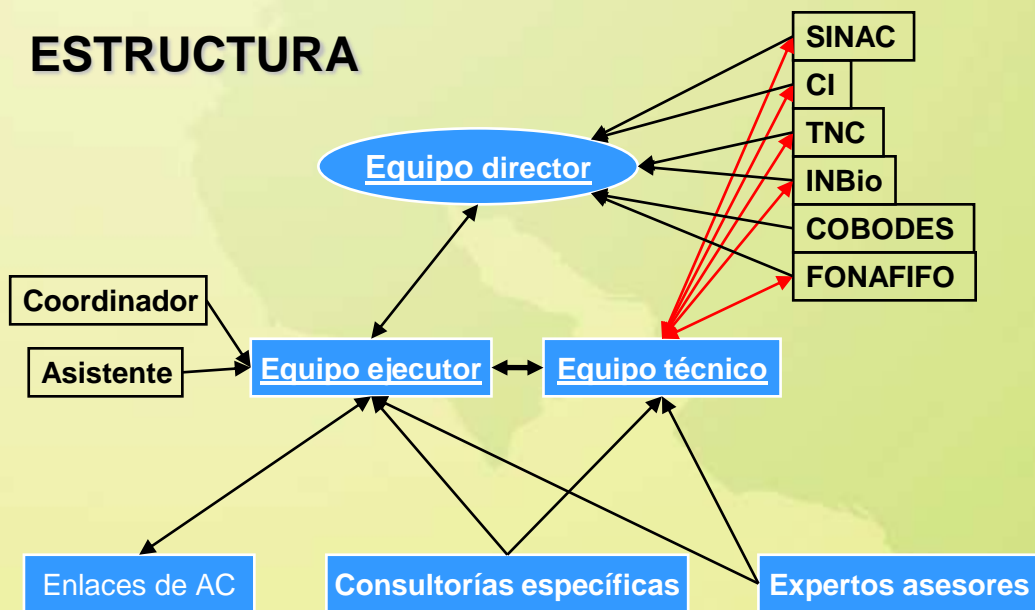 ESTRUCTURA
SINAC
CI
TNC
INBio
COBODES
FONAFIFO
Equipo director
Coordinador
Asistente
Equipo ejecutor
Equipo técnico
Enlaces de AC
Consultorías específicas
Expertos asesores